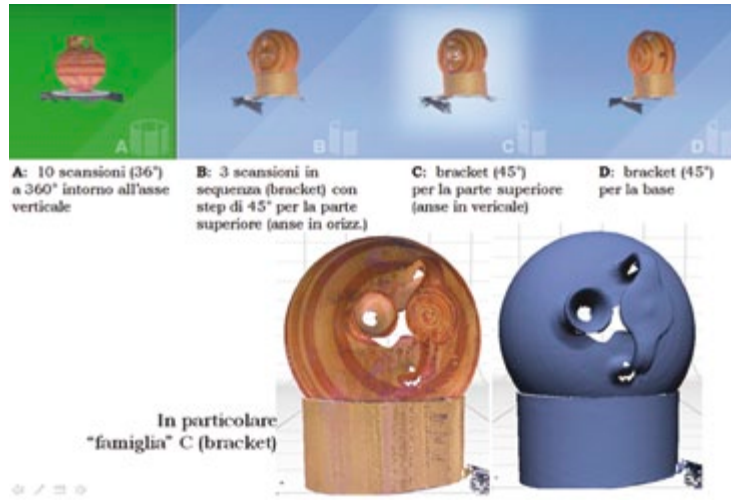 A
B
C
D
A: 10 scansioni (36°)
a 360° intorno all'asse
verticale
B: 3 scansioni in
sequenza (bracket) con
step di 45° per la parte
superiore (anse in orizz.)
C: bracket (45°)
per la parte superiore
(anse in vericale)
D: bracket (45°)
per la base
In particolare
"famiglia" C (bracket)